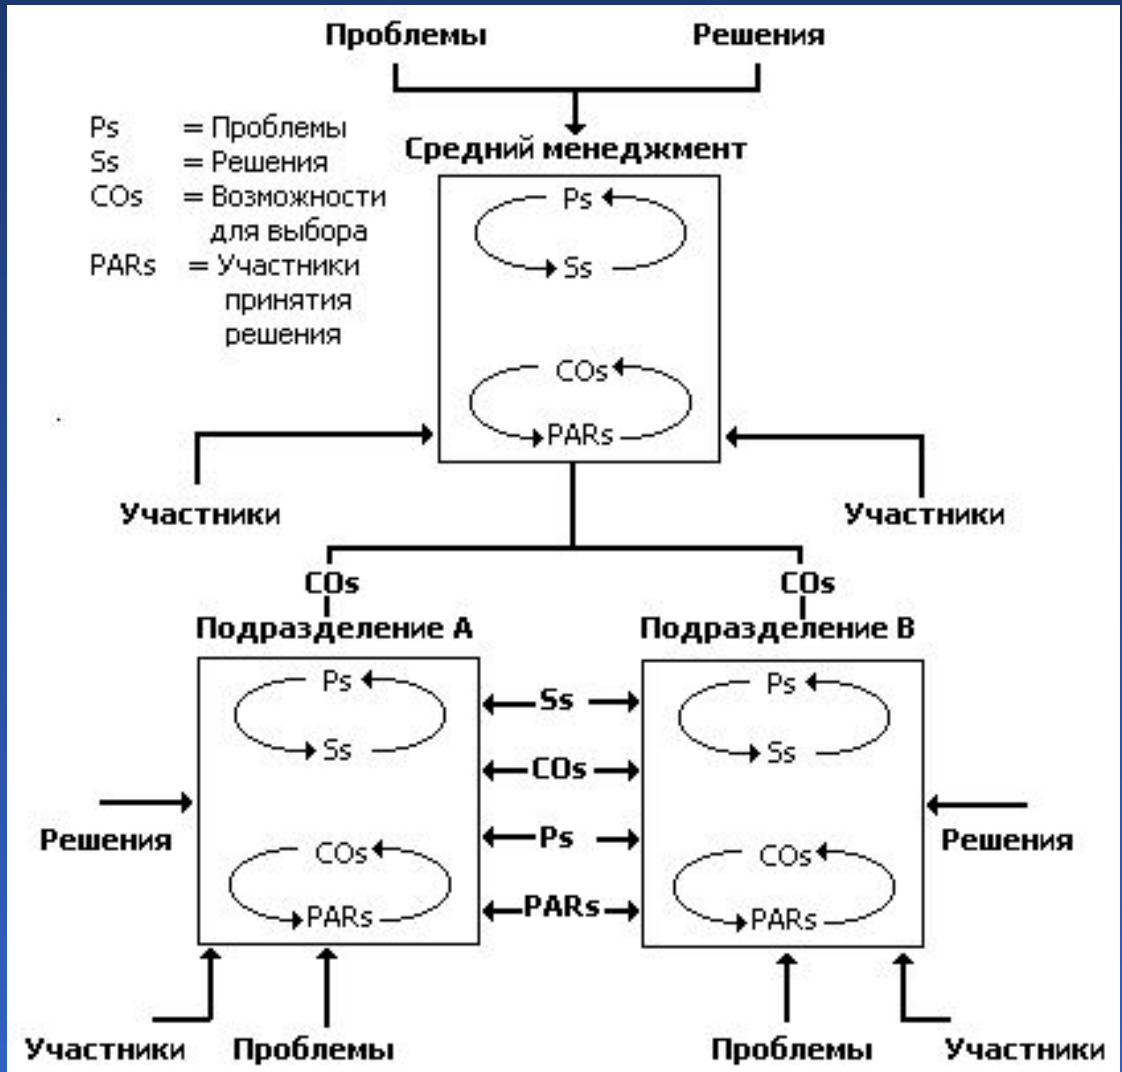 Проблемы Решения
Ps = Проблемы
Ss = Решения
COs = Возможности
для выбора
PARs = Участники
принятия
решения
Средний менеджмент
Ps
Ss
COs
PARs
Участники Участники
COs COs
Подразделение А Подразделение В
Ps
Ss
COs
PARs
Ss
COs
Ps
PARs
Ps
Ss
COs
PARs
Решения Решения
Участники Проблемы Проблемы Участники